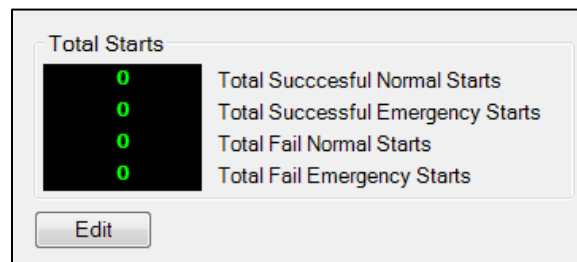 Total Starts
0 Total Succcesful Normal Starts
0 Total Successful Emergency Starts
0 Total Fail Normal Starts
0 Total Fail Emergency Starts
Edit